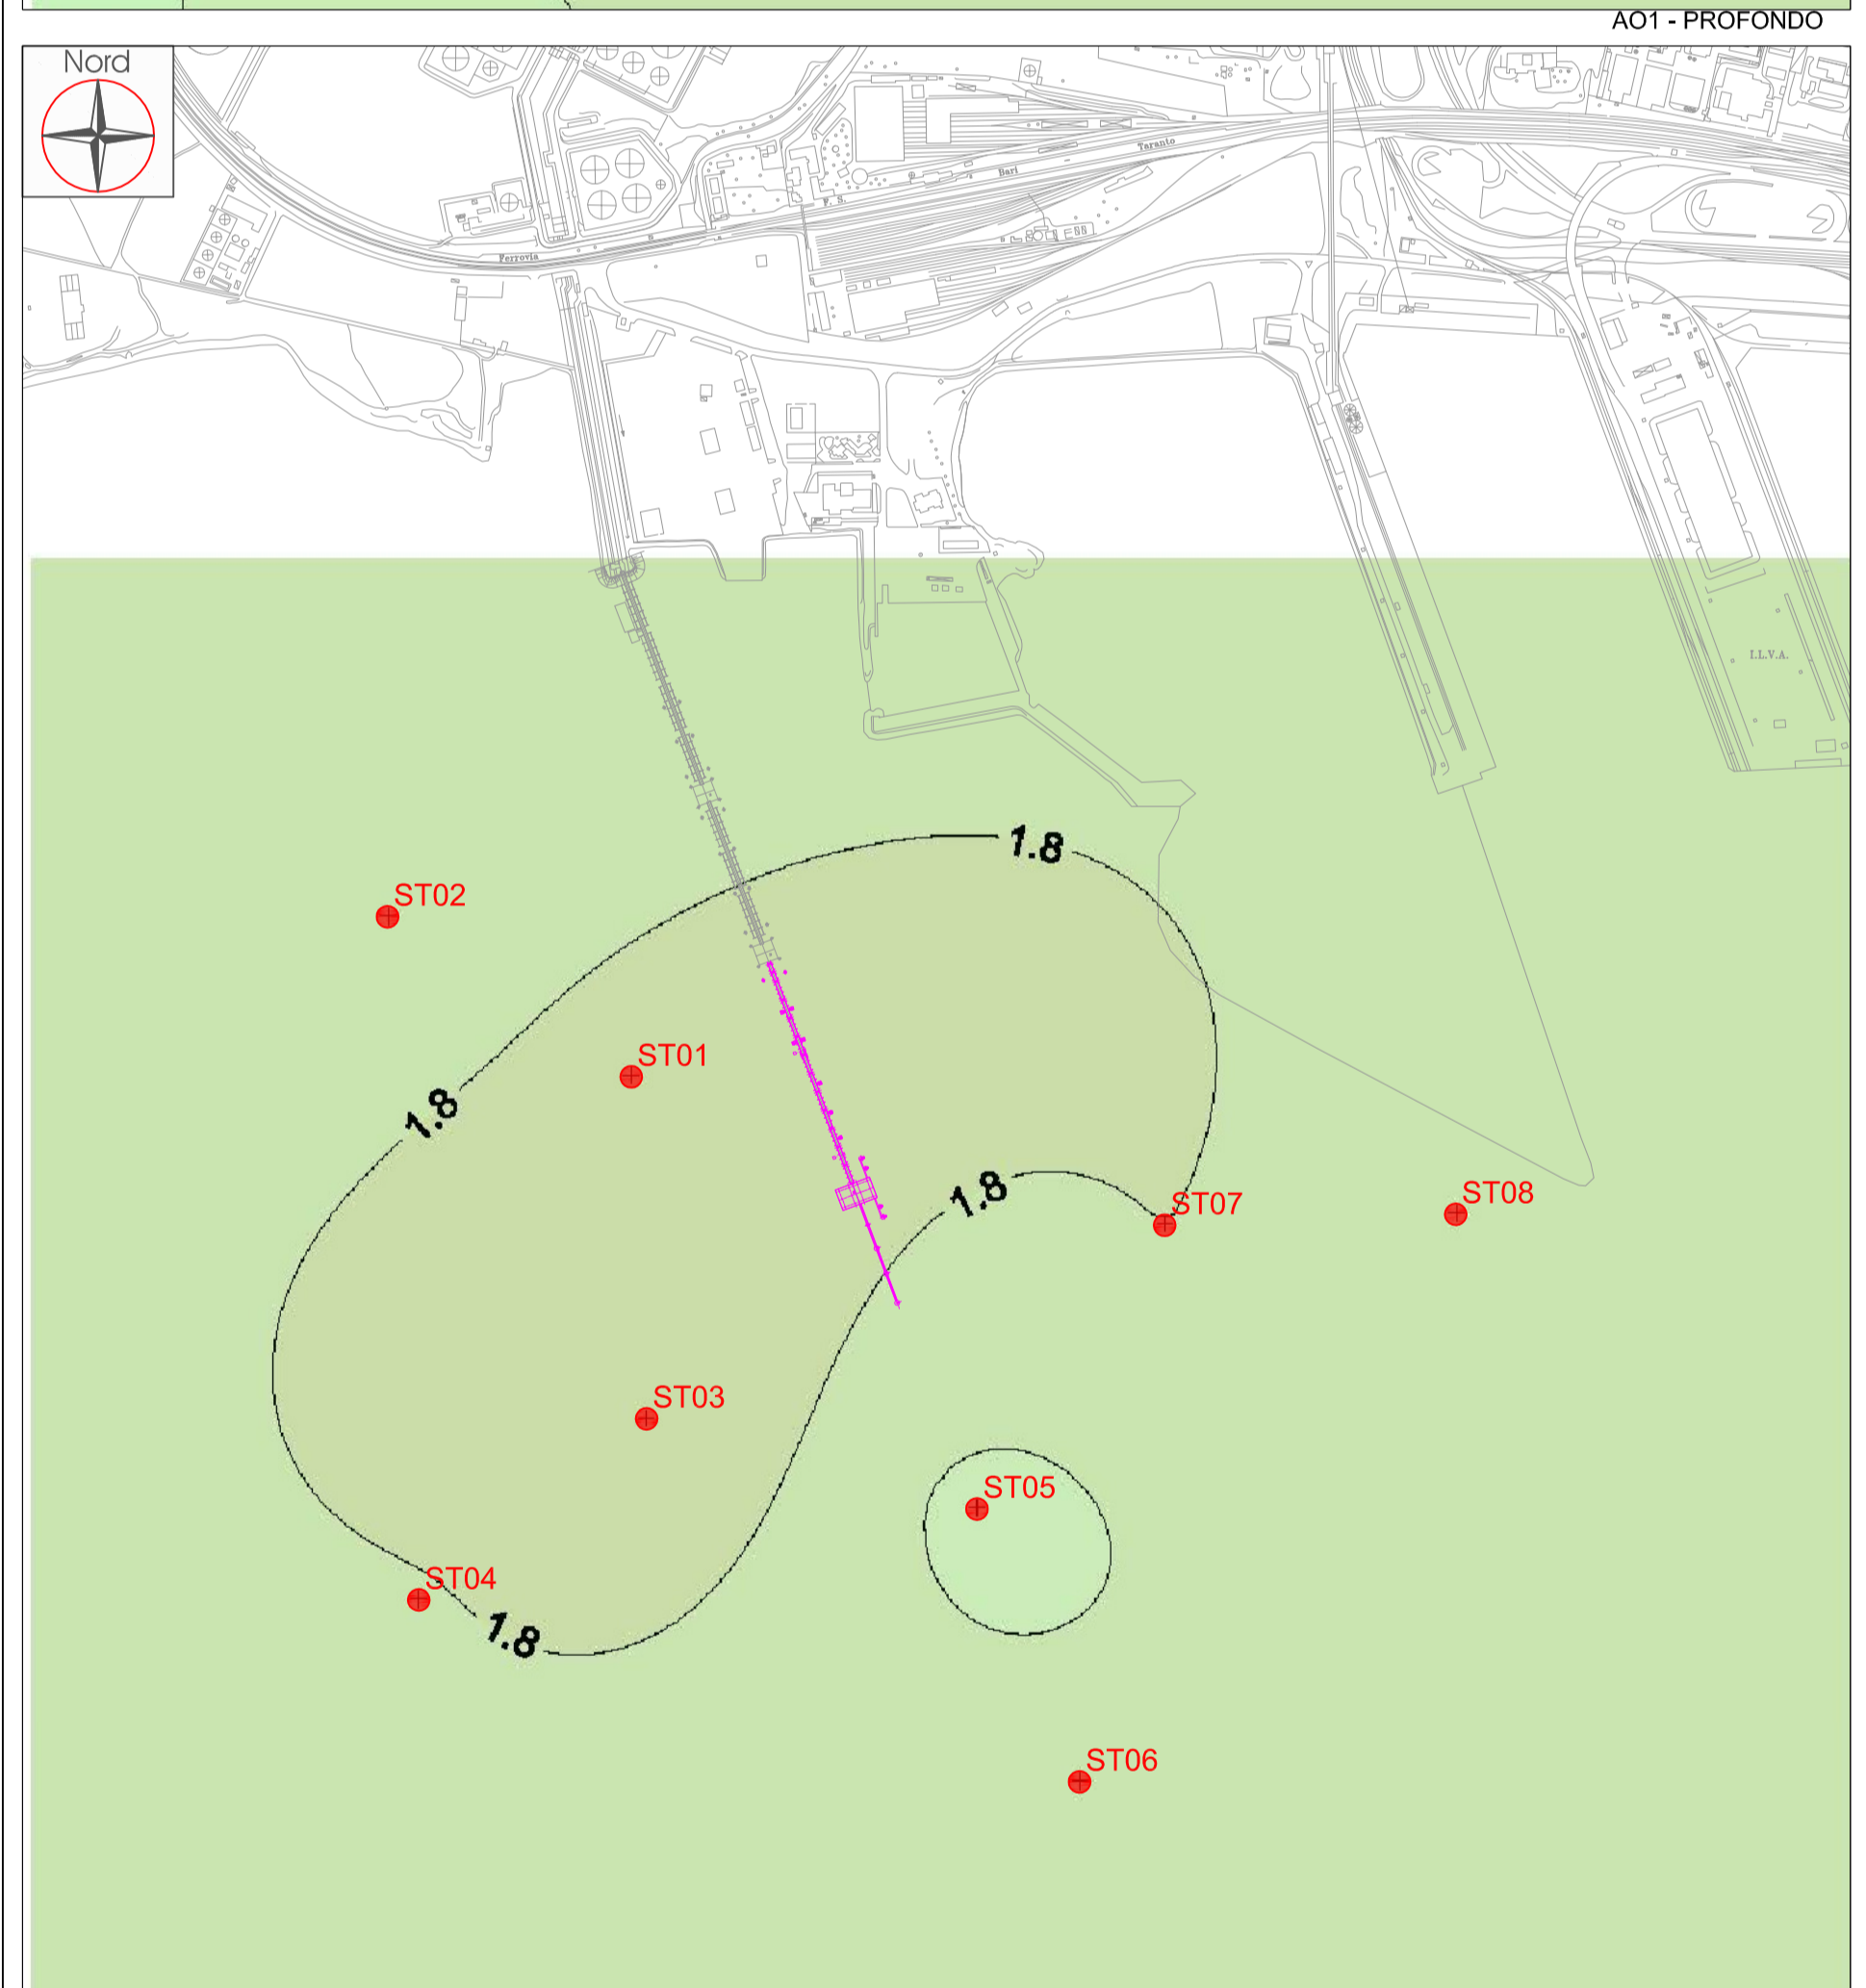 AO1 - PROFONDO
Nord
Taranto
Bari
F. S.
Ferrovia
I.L.V.A.
1.8
ST02
ST01
1.8
1.8
ST07
ST08
ST03
ST05
ST04
1.8
ST06